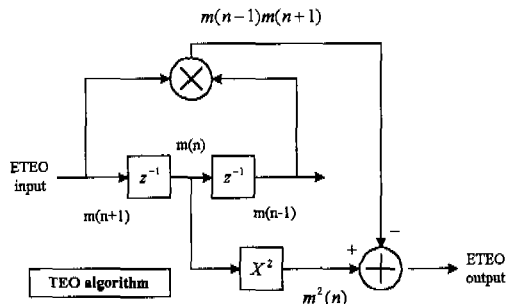 m(n−1)m(n+1)
×
m(n)
ETEO
input
z⁻¹
z⁻¹
m(n+1)
m(n-1)
−
+
+
ETEO
output
X²
m²(n)
TEO algorithm